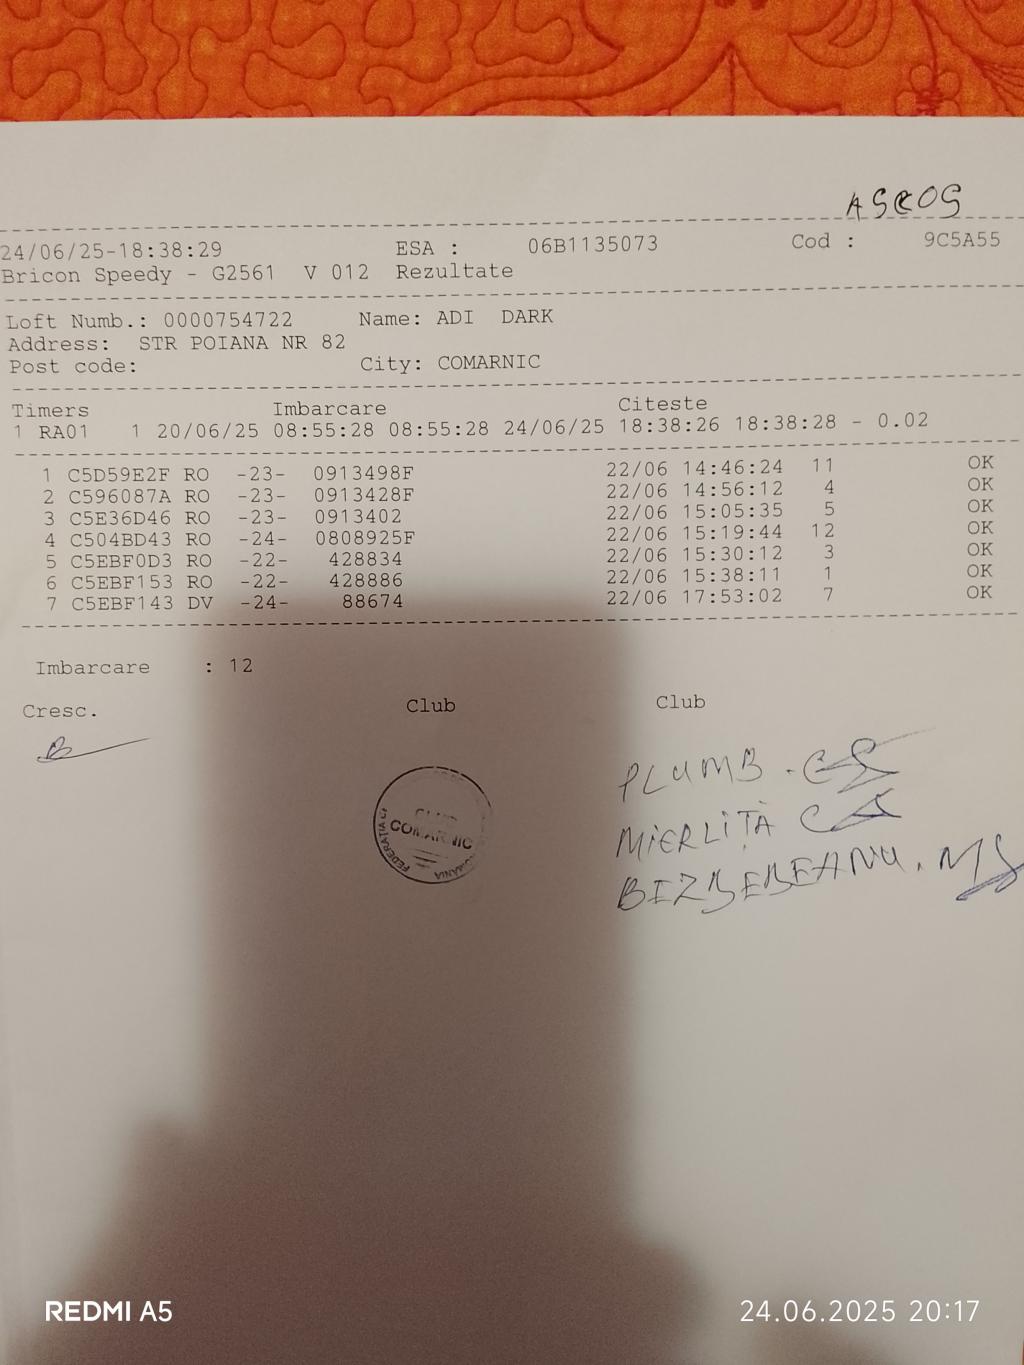 ASCOS
24/06/25-18:38:29 ESA : 06B1135073 Cod : 9C5A55
Bricon Speedy - G2561 V 012 Rezultate
Loft Numb.: 0000754722 Name: ADI DARK
Address: STR POIANA NR 82
Post code: City: COMARNIC
Timers Imbarcare Citeste
1 RA01 1 20/06/25 08:55:28 08:55:28 24/06/25 18:38:26 18:38:28 - 0.02
1 C5D59E2F RO -23- 0913498F 22/06 14:46:24 11 OK
2 C596087A RO -23- 0913428F 22/06 14:56:12 4 OK
3 C5E36D46 RO -23- 0913402 22/06 15:05:35 5 OK
4 C504BD43 RO -24- 0808925F 22/06 15:19:44 12 OK
5 C5EBF0D3 RO -22- 428834 22/06 15:30:12 3 OK
6 C5EBF153 RO -22- 428886 22/06 15:38:11 1 OK
7 C5EBF143 DV -24- 88674 22/06 17:53:02 7 OK
Imbarcare : 12
Cresc. Club Club
PLUMB
COMARNIC
MIERLIȚĂ
BIZBEBEANU
REDMI A5 24.06.2025 20:17